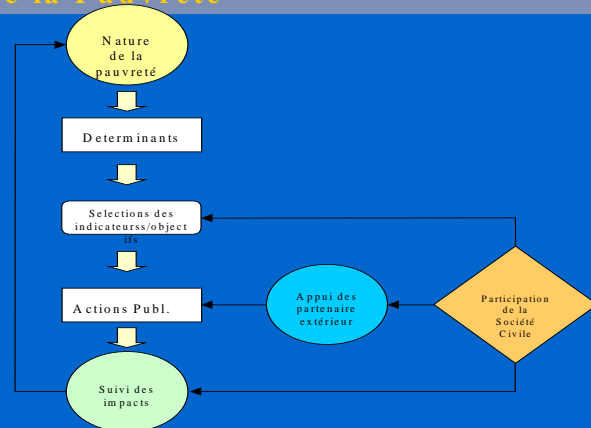 e la Pauvreté
Nature
de la
pauvreté
Determinants
Selections des
indicateurss/object
ifs
Actions Publ.
Appui des
partenaire
extérieur
Participation
de la
Société
Civile
Suivi des
impacts